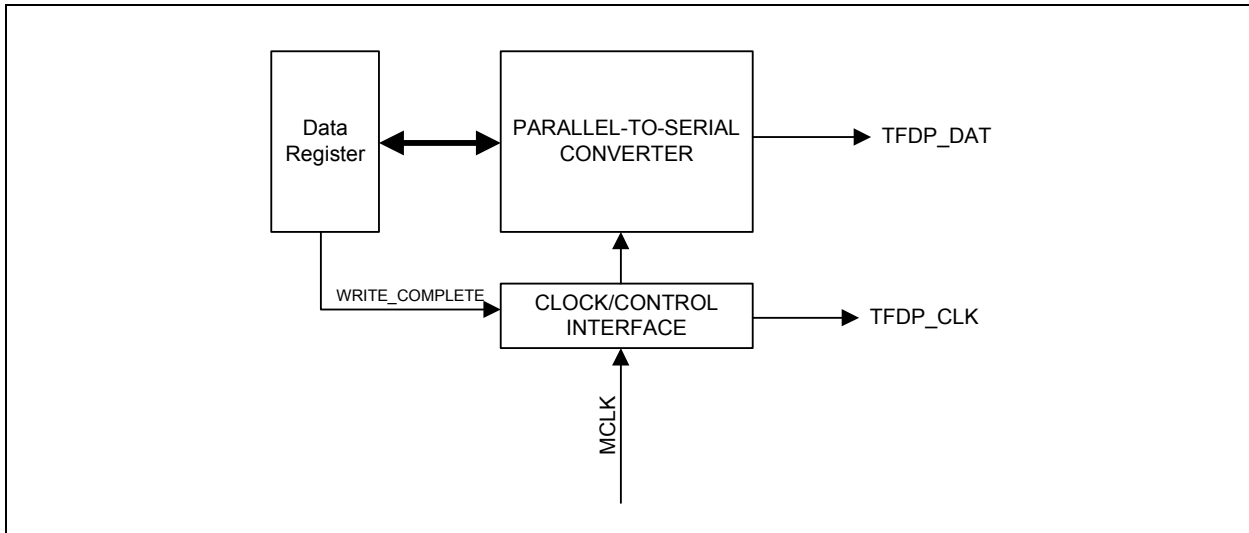 Data
Register
PARALLEL-TO-SERIAL
CONVERTER
TFDP_DAT
WRITE_COMPLETE
CLOCK/CONTROL
INTERFACE
TFDP_CLK
MCLK